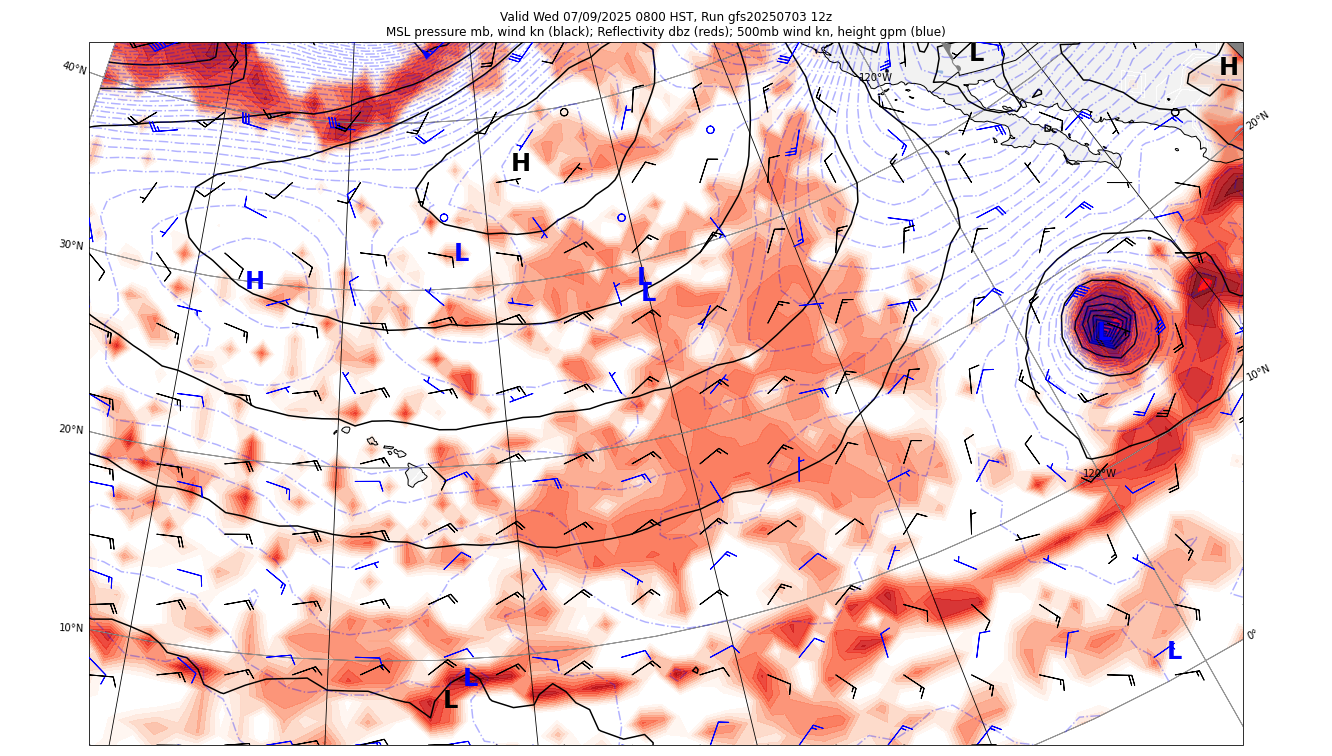 Valid Wed 07/09/2025 0800 HST, Run gfs20250703 12z
MSL pressure mb, wind kn (black); Reflectivity dbz (reds); 500mb wind kn, height gpm (blue)
L
H
40°N
120°W
20°N
H
30°N
L
H
L
L
L
10°N
20°N
120°W
10°N
0°
L
L
L